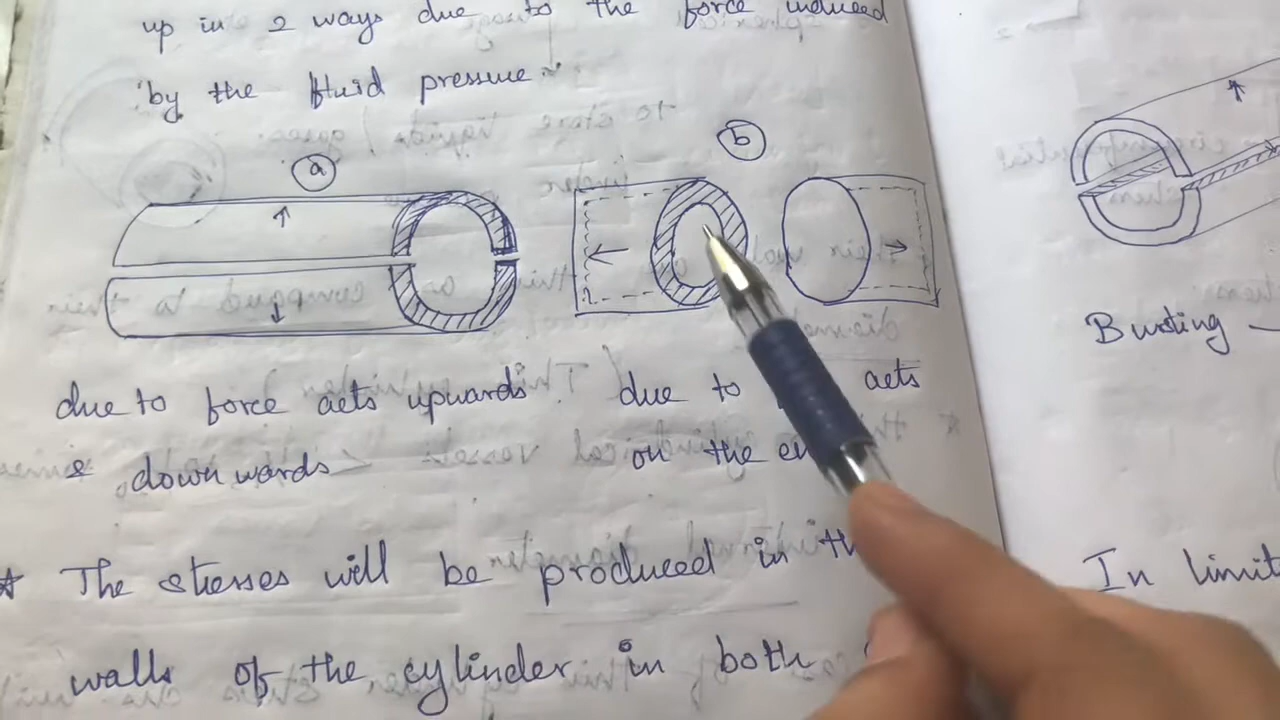 up in 2 ways due to the force induced
by the fluid pressure
a
b
due to force acts upwards
& downwards
due to acts
on the
Bursting -
* The stresses will be produced in
walls of the cylinder in both
In limit